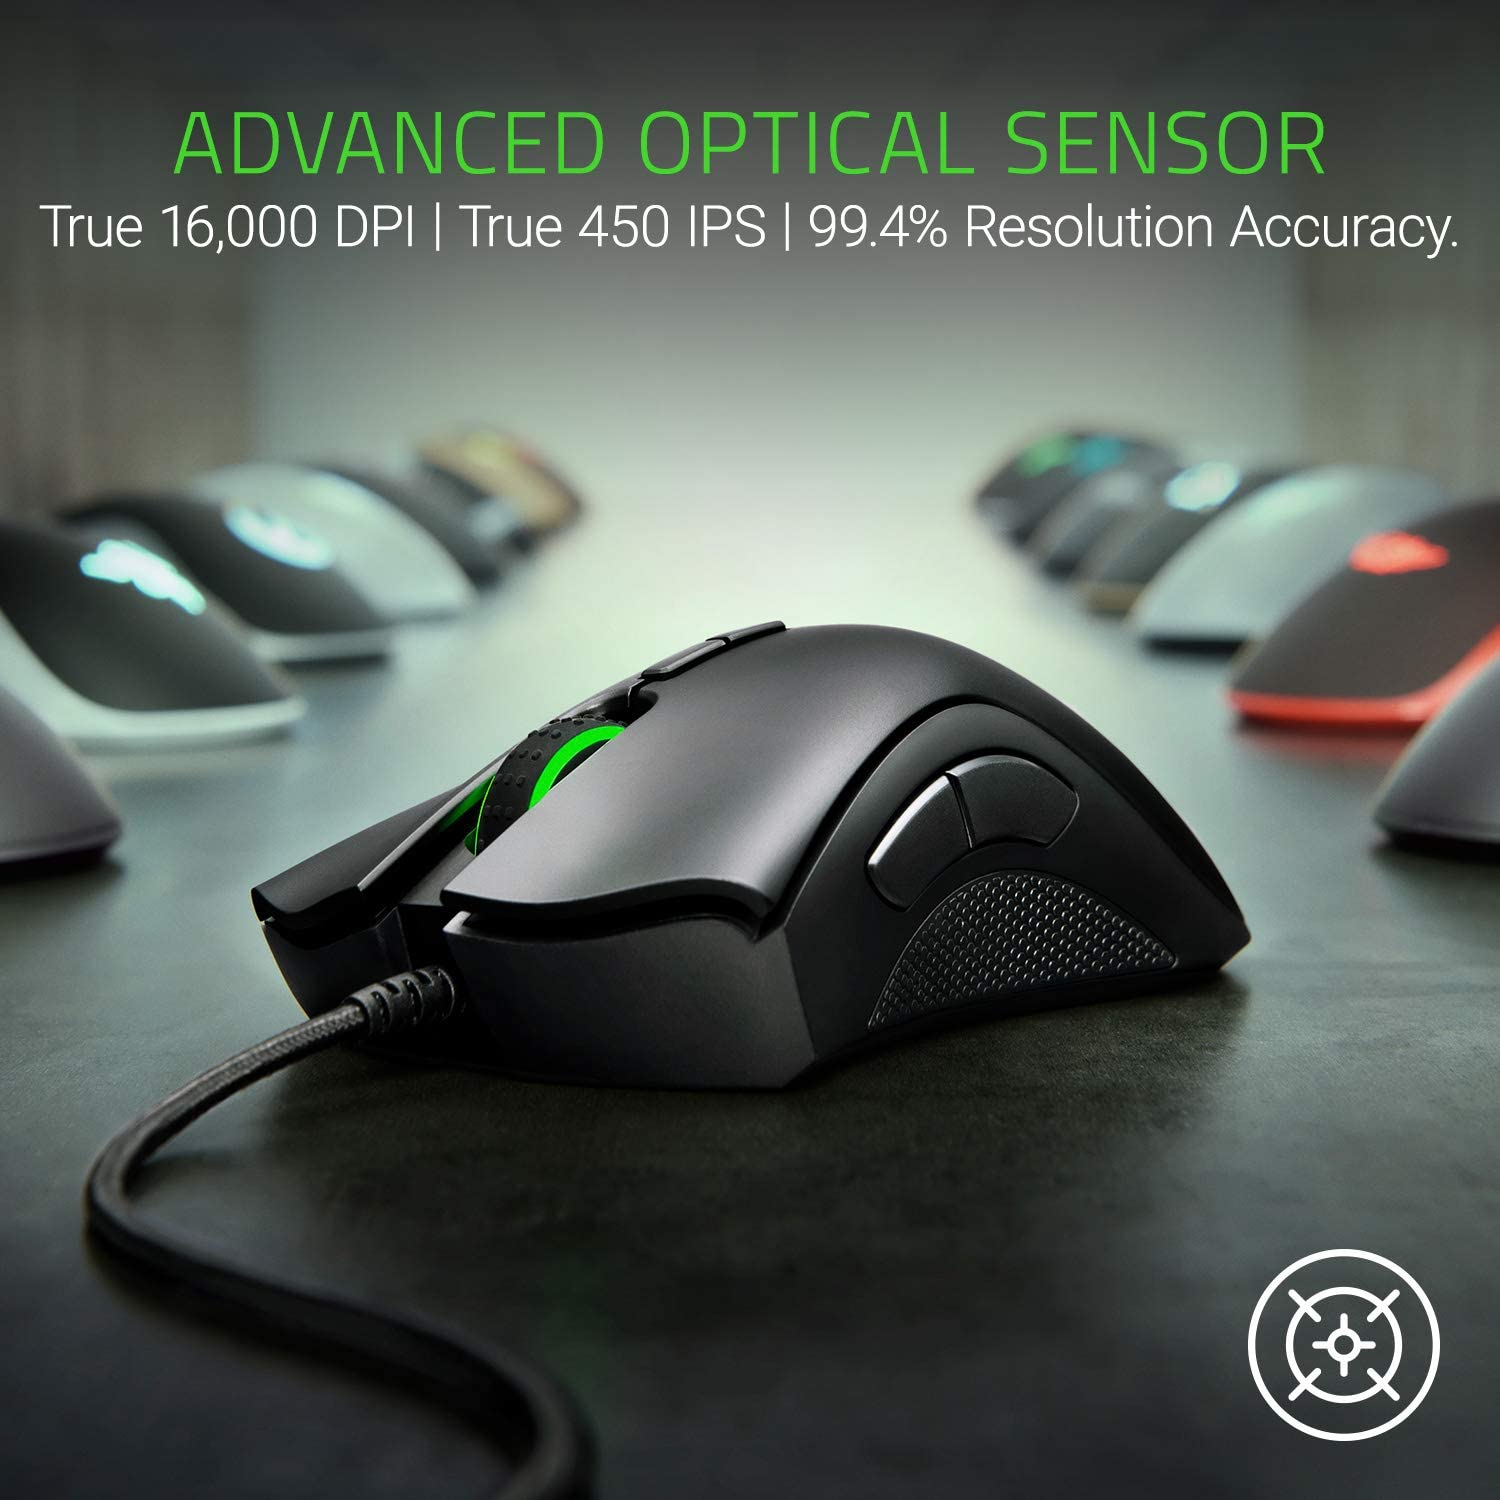 ADVANCED OPTICAL SENSOR
True 16,000 DPI | True 450 IPS | 99.4% Resolution Accuracy.